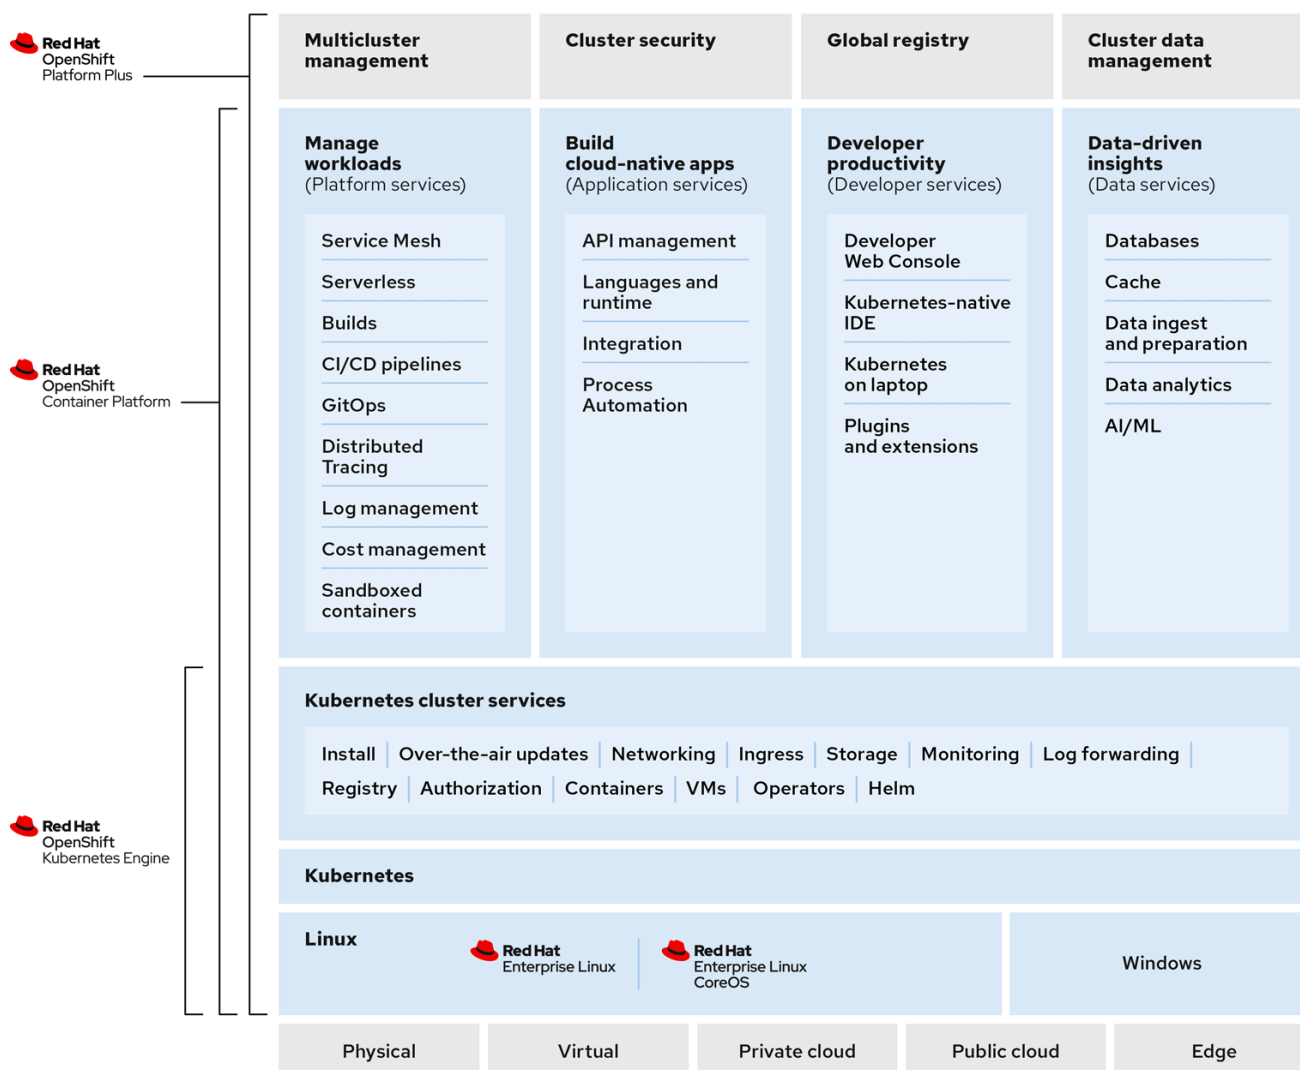 Red Hat
OpenShift
Platform Plus
Multicluster
management
Cluster security
Global registry
Cluster data
management
Red Hat
OpenShift
Container Platform
Manage
workloads
(Platform services)
Service Mesh
Serverless
Builds
CI/CD pipelines
GitOps
Distributed
Tracing
Log management
Cost management
Sandboxed
containers
Build
cloud-native apps
(Application services)
API management
Languages and
runtime
Integration
Process
Automation
Developer
productivity
(Developer services)
Developer
Web Console
Kubernetes-native
IDE
Kubernetes
on laptop
Plugins
and extensions
Data-driven
insights
(Data services)
Databases
Cache
Data ingest
and preparation
Data analytics
AI/ML
Red Hat
OpenShift
Kubernetes Engine
Kubernetes cluster services
Install | Over-the-air updates | Networking | Ingress | Storage | Monitoring | Log forwarding |
Registry | Authorization | Containers | VMs | Operators | Helm
Kubernetes
Linux
Red Hat
Enterprise Linux
Red Hat
Enterprise Linux
CoreOS
Windows
Physical
Virtual
Private cloud
Public cloud
Edge